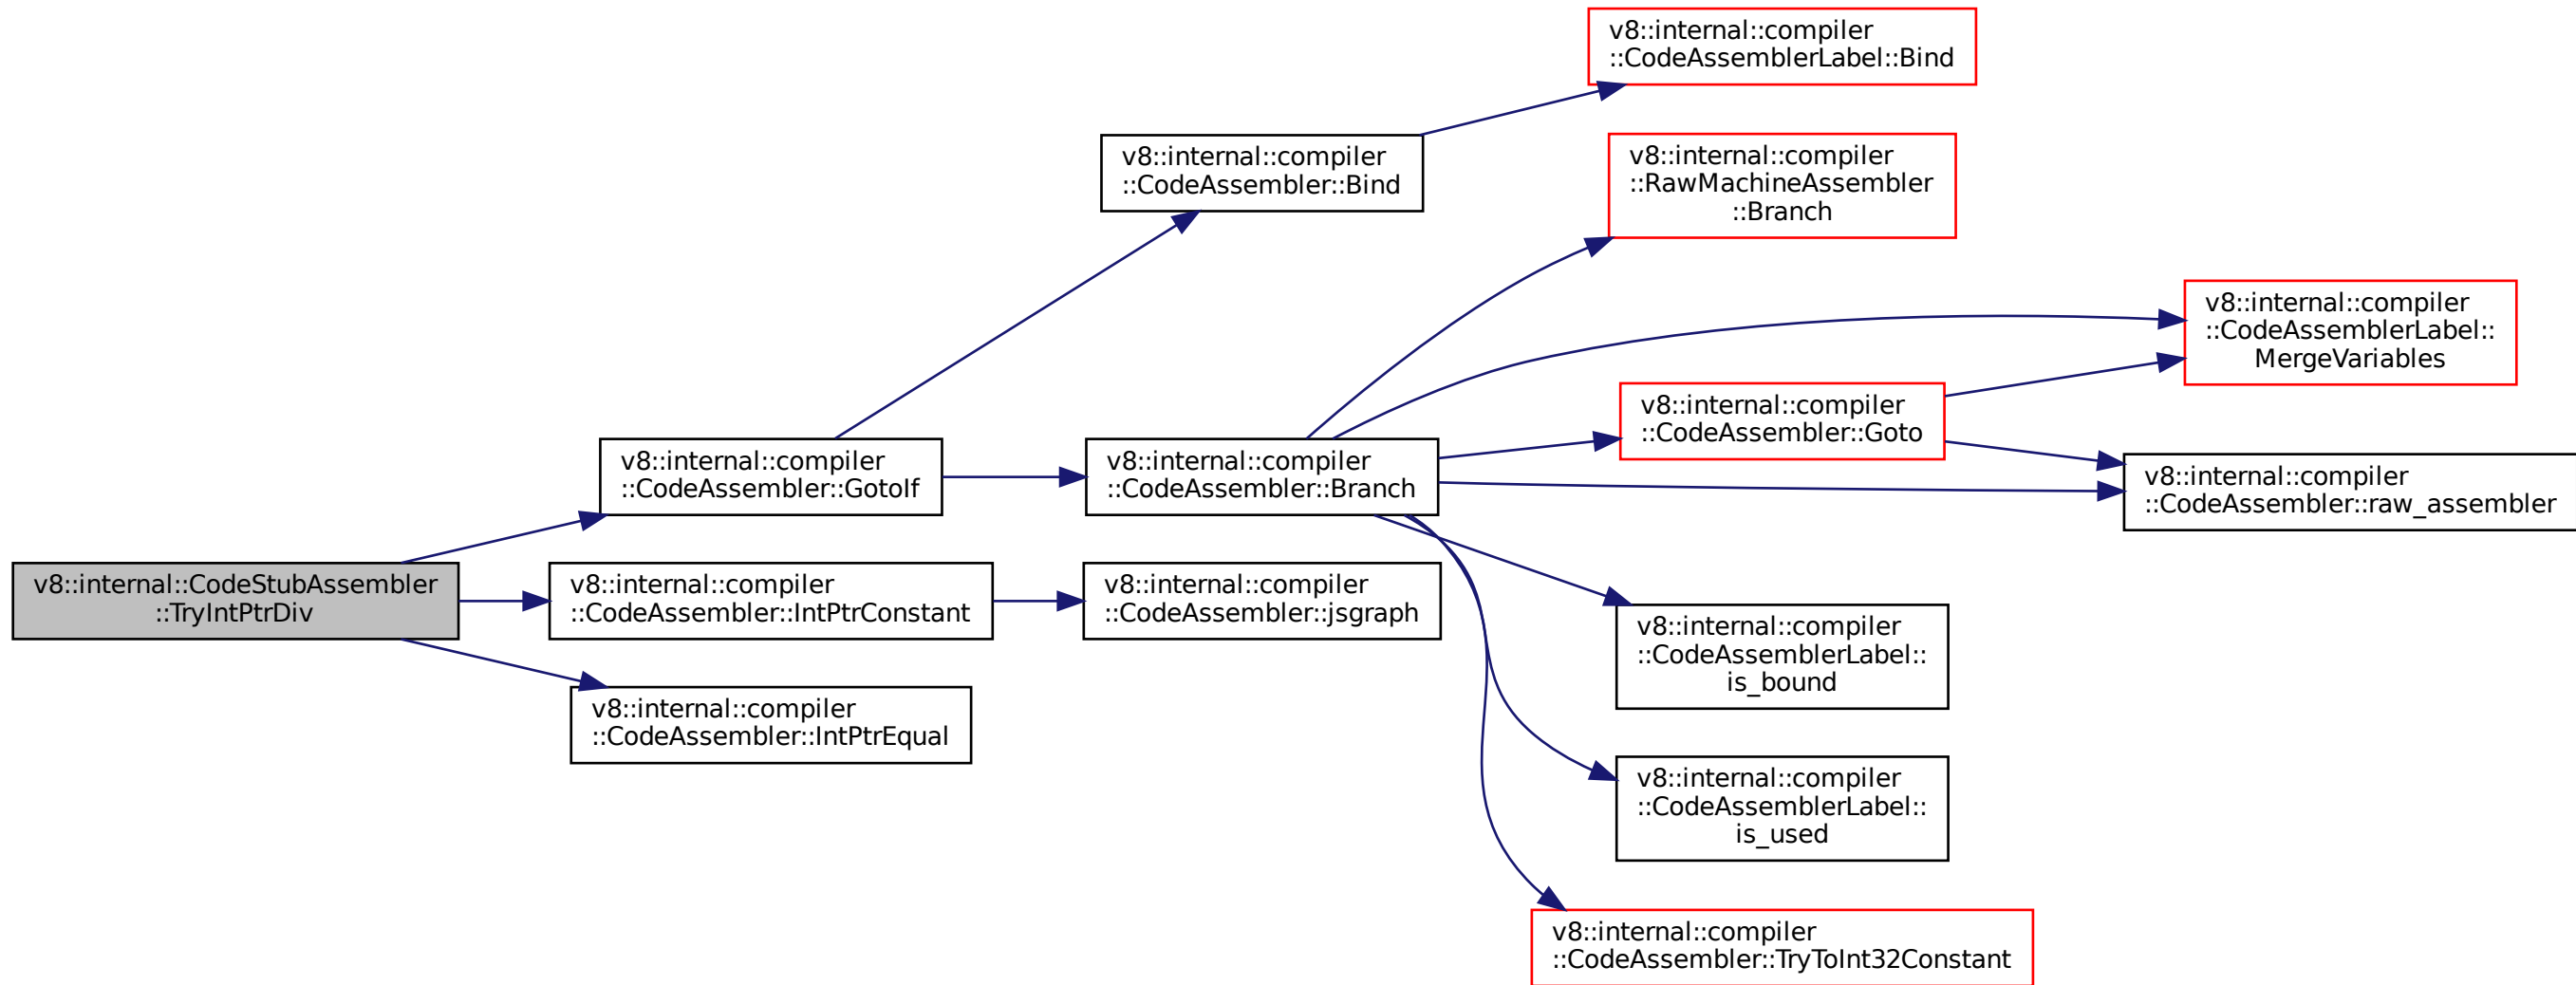 v8::internal::CodeStubAssembler
::TryIntPtrDiv
v8::internal::compiler
::CodeAssembler::GotoIf
v8::internal::compiler
::CodeAssembler::IntPtrConstant
v8::internal::compiler
::CodeAssembler::IntPtrEqual
v8::internal::compiler
::CodeAssembler::Bind
v8::internal::compiler
::CodeAssembler::Branch
v8::internal::compiler
::CodeAssembler::jsgraph
v8::internal::compiler
::CodeAssemblerLabel::Bind
v8::internal::compiler
::RawMachineAssembler
::Branch
v8::internal::compiler
::CodeAssembler::Goto
v8::internal::compiler
::CodeAssemblerLabel::
is_bound
v8::internal::compiler
::CodeAssemblerLabel::
is_used
v8::internal::compiler
::CodeAssembler::TryToInt32Constant
v8::internal::compiler
::CodeAssemblerLabel::
MergeVariables
v8::internal::compiler
::CodeAssembler::raw_assembler